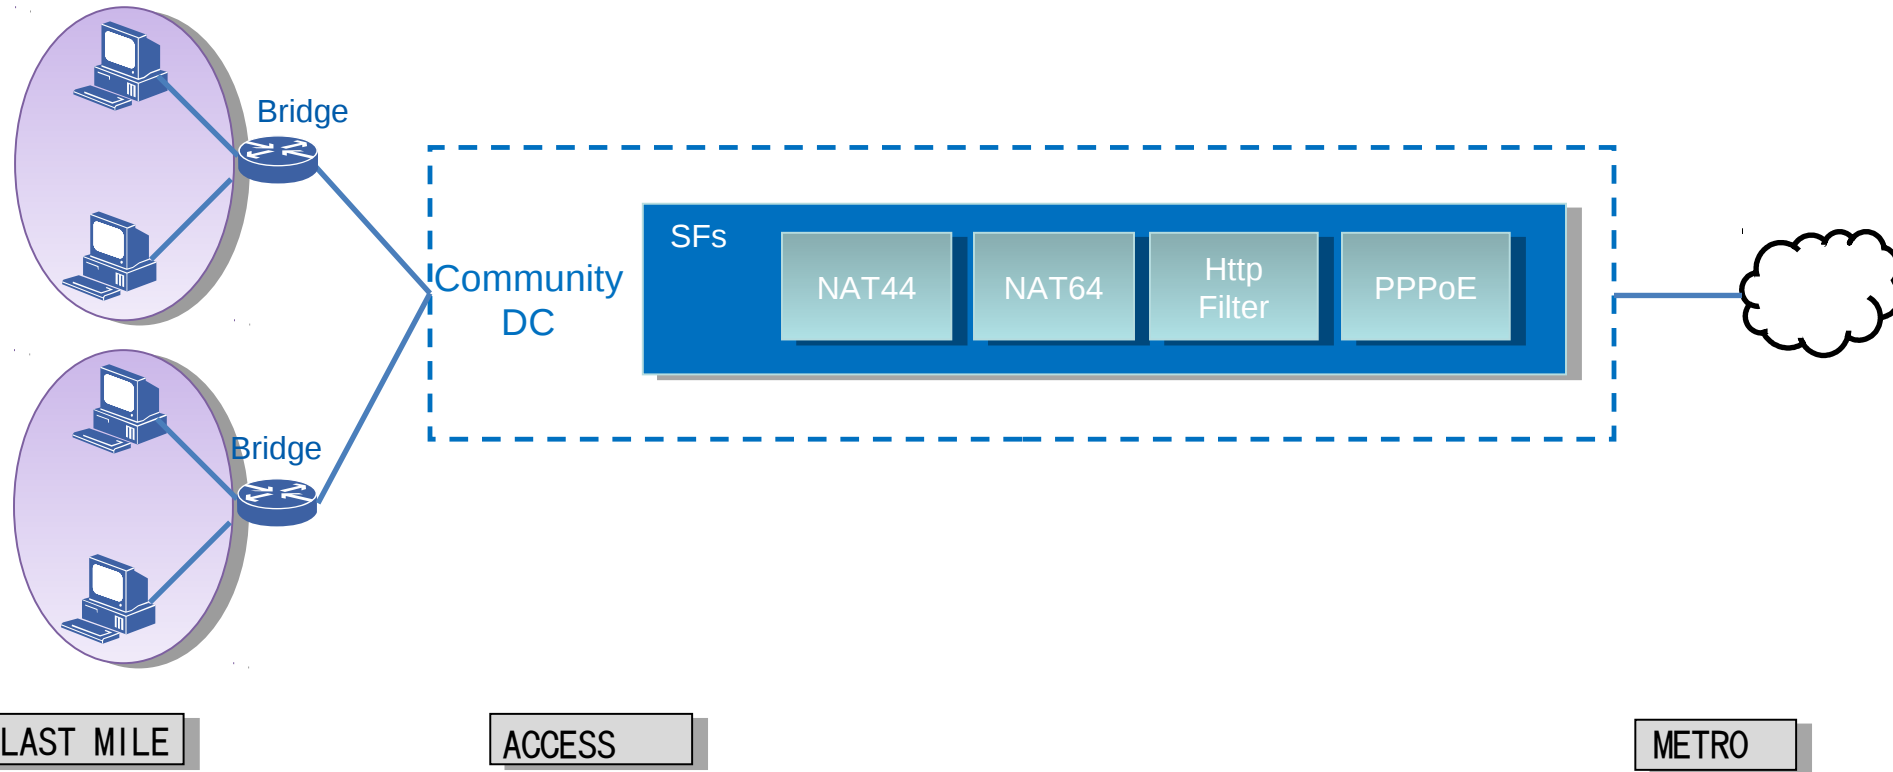 Bridge
SFs
Community
DC
NAT44
NAT64
Http
Filter
PPPoE
Bridge
LAST MILE
ACCESS
METRO